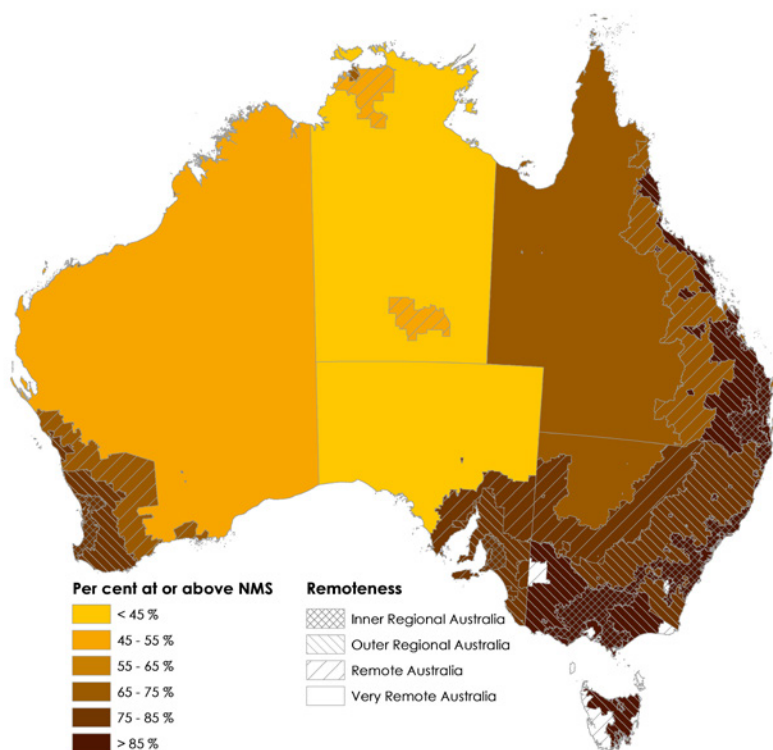 Per cent at or above NMS
< 45 %
45 - 55 %
55 - 65 %
65 - 75 %
75 - 85 %
> 85 %
Remoteness
Inner Regional Australia
Outer Regional Australia
Remote Australia
Very Remote Australia